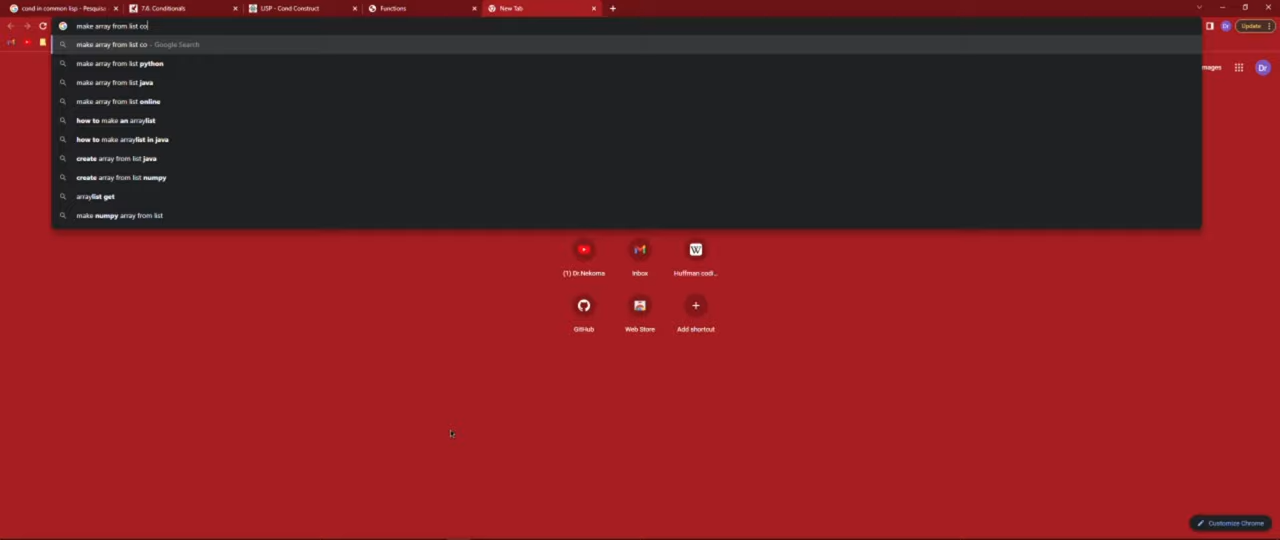 cond in common lisp - Pesquisa
7.6. Conditionals
LISP - Cond Construct
Functions
New Tab
make array from list co
Update
make array from list co - Google Search
make array from list python
make array from list java
make array from list online
how to make an arraylist
how to make arraylist in java
create array from list java
create array from list numpy
arraylist get
make numpy array from list
mages
Dr
(1) Dr.Nekoma
Inbox
Huffman codi...
GitHub
Web Store
Add shortcut
Customize Chrome